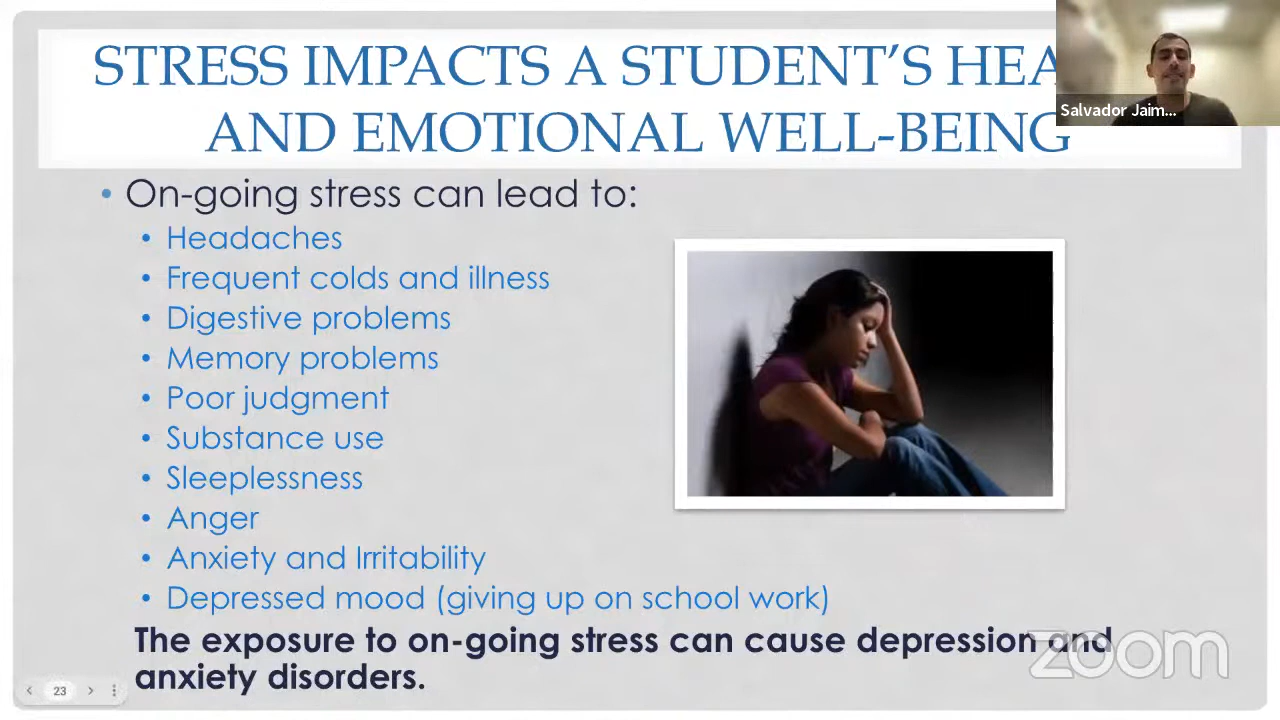 STRESS IMPACTS A STUDENT'S HEA
AND EMOTIONAL WELL-BEING
Salvador Jaim...
• On-going stress can lead to:
• Headaches
• Frequent colds and illness
• Digestive problems
• Memory problems
• Poor judgment
• Substance use
• Sleeplessness
• Anger
• Anxiety and Irritability
• Depressed mood (giving up on school work)
The exposure to on-going stress can cause depression and
anxiety disorders.
zoom
23